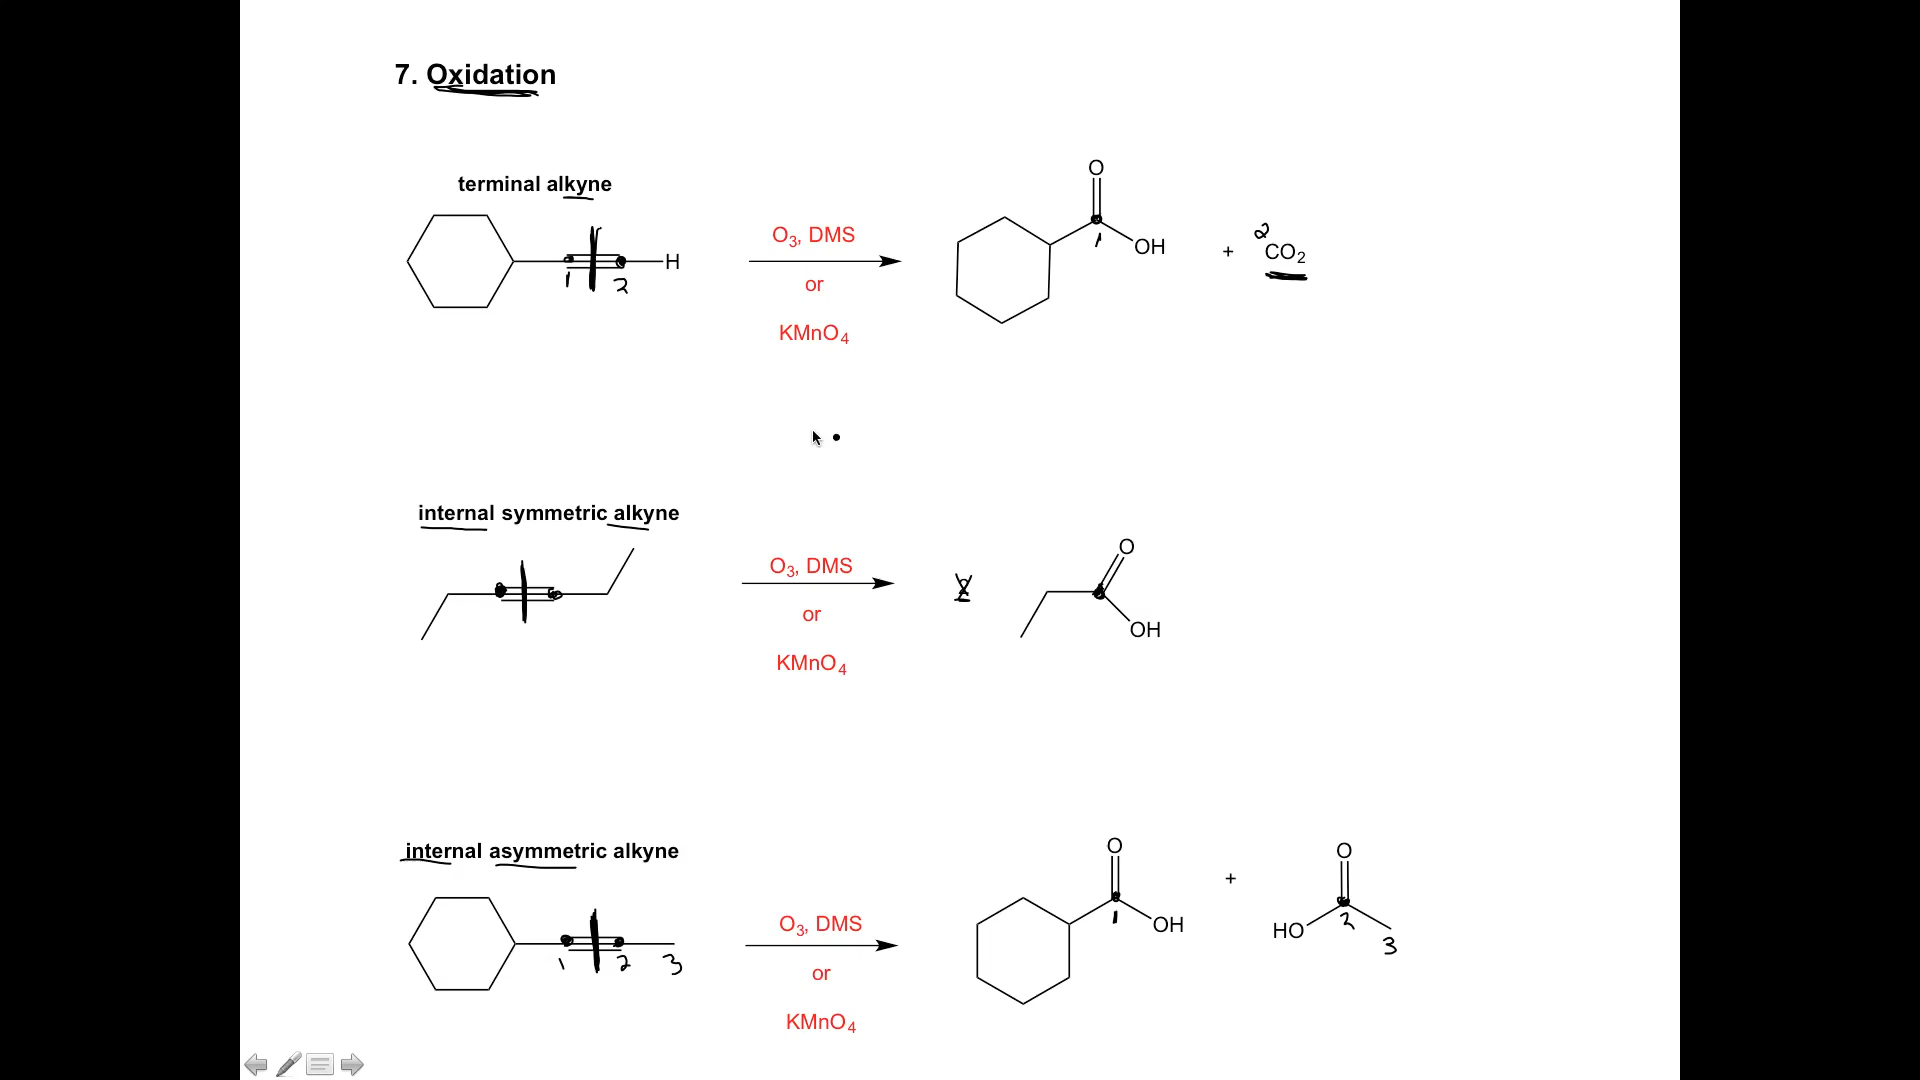 7. Oxidation
terminal alkyne
H
1 2
O3, DMS
or
KMnO4
O
OH
1
+
2
CO2
internal symmetric alkyne
O3, DMS
or
KMnO4
2
O
OH
internal asymmetric alkyne
1 2 3
O3, DMS
or
KMnO4
O
OH
1
+
O
HO
2
3